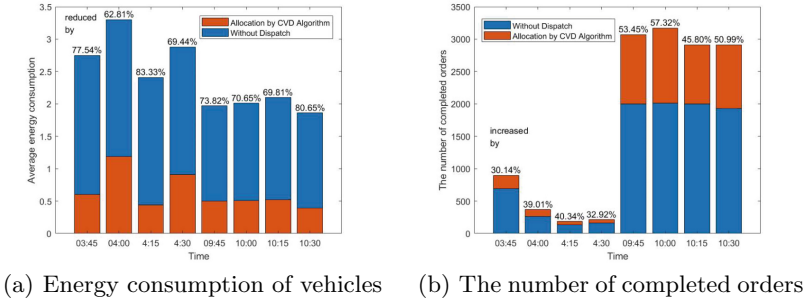 reduced
by
Allocation by CVD Algorithm
Without Dispatch
77.54%
62.81%
83.33%
69.44%
73.82%
70.65%
69.81%
80.65%
Average energy consumption
3.5
3
2.5
2
1.5
1
0.5
0
03:45 04:00 4:15 4:30 09:45 10:00 10:15 10:30
Time
(a) Energy consumption of vehicles
Without Dispatch
Allocation by CVD Algorithm
increased
by
30.14%
39.01%
40.34%
32.92%
53.45%
57.32%
45.80%
50.99%
The number of completed orders
3500
3000
2500
2000
1500
1000
500
0
03:45 04:00 4:15 4:30 09:45 10:00 10:15 10:30
Time
(b) The number of completed orders